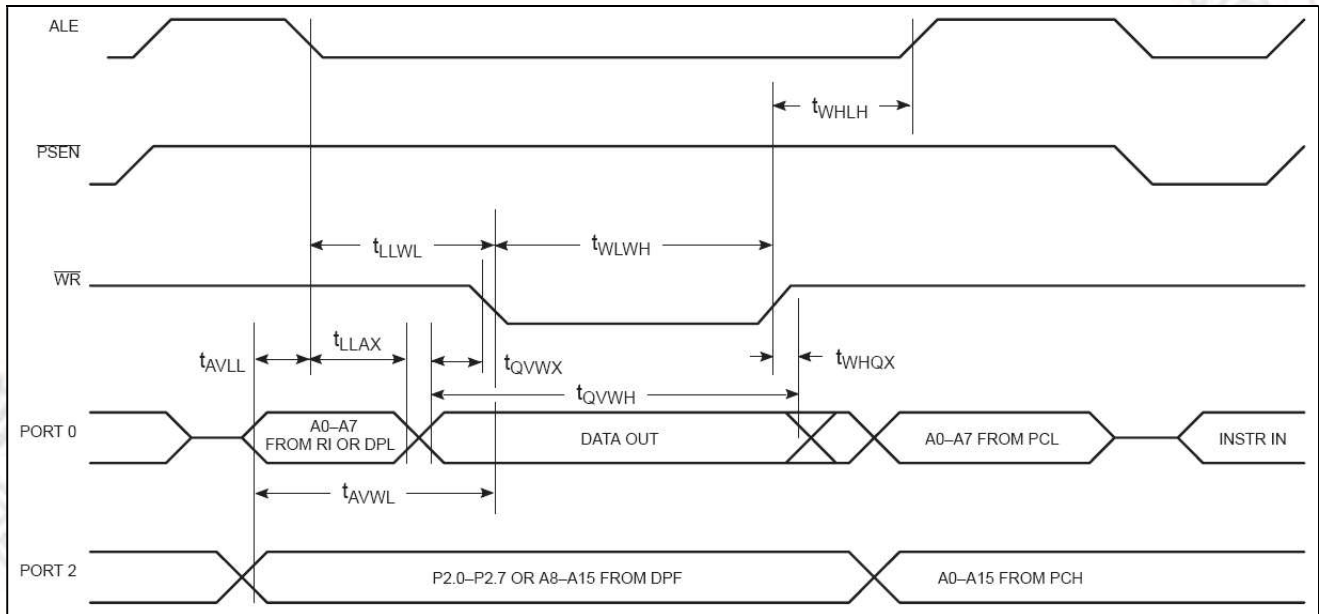 ALE
tWHLH
PSEN
tLLWL
tWLWH
WR
tLLAX
tAVLL
tQVWX
tWHQX
tQVWH
PORT 0
A0–A7
FROM RI OR DPL
DATA OUT
A0–A7 FROM PCL
INSTR IN
tAVWL
PORT 2
P2.0–P2.7 OR A8–A15 FROM DPF
A0–A15 FROM PCH